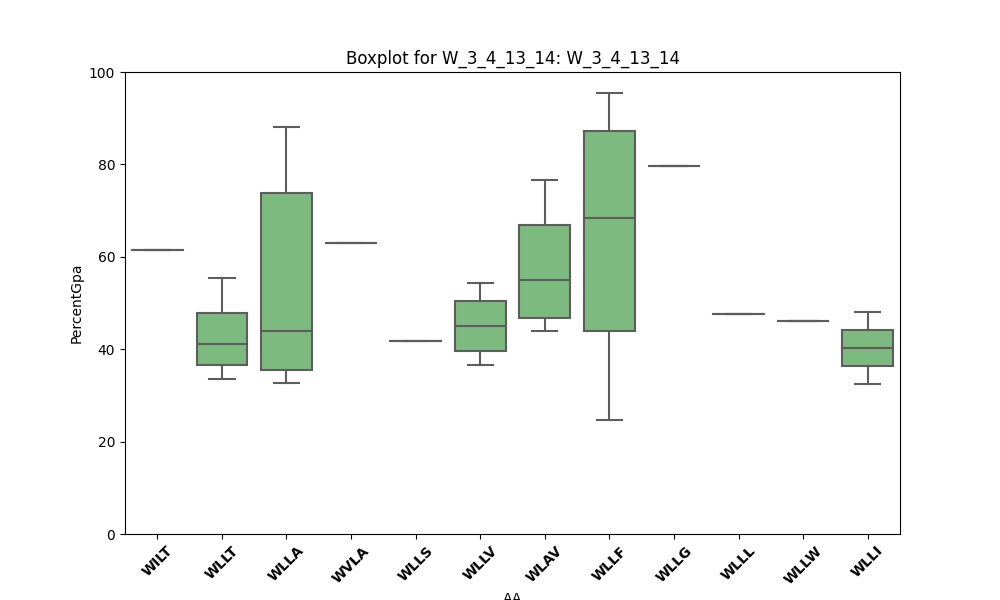 Boxplot for W_3_4_13_14: W_3_4_13_14
PercentGpa
100
80
60
40
20
0
WILT
WLLT
WLLA
WVLA
WLLS
WLLV
WLAV
WLLF
WLLG
WLLL
WLLW
WLLI
AA